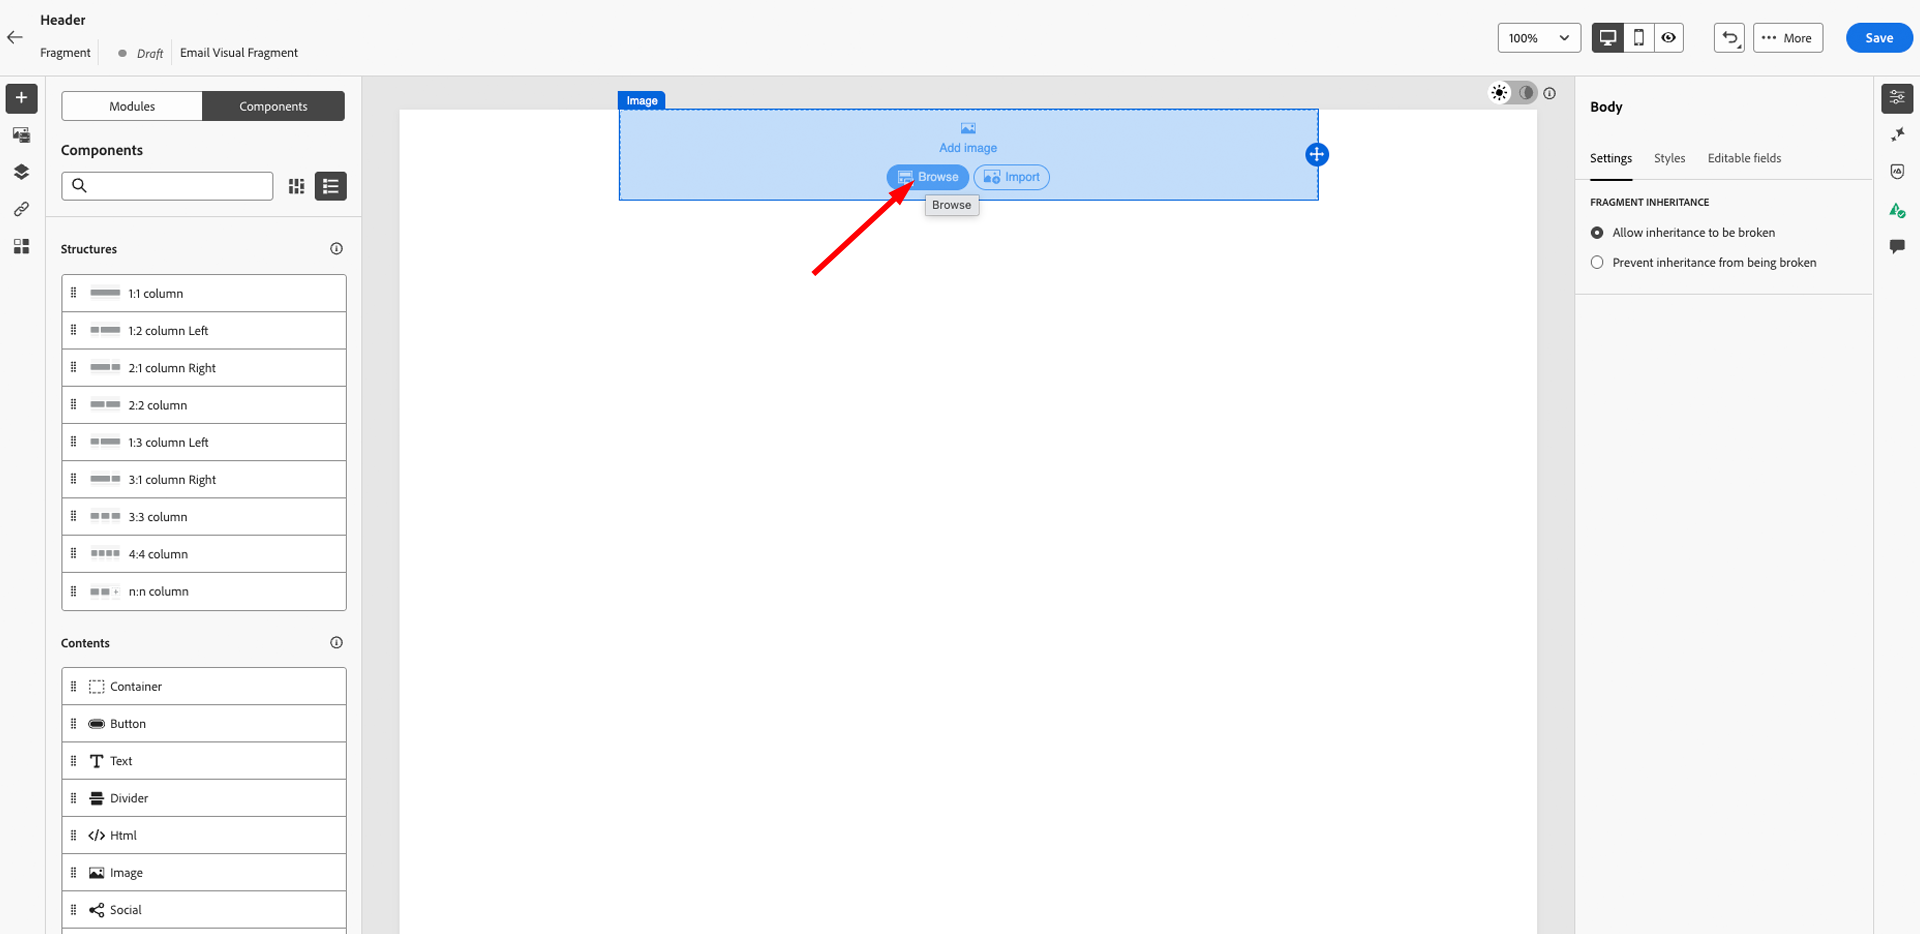 Header
Fragment
Draft
Email Visual Fragment
100%
More
Save
Modules
Components
Components
Structures
1:1 column
1:2 column Left
2:1 column Right
2:2 column
1:3 column Left
3:1 column Right
3:3 column
4:4 column
n:n column
Contents
Container
Button
Text
Divider
Html
Image
Social
Image
Add image
Browse
Import
Browse
Body
Settings
Styles
Editable fields
FRAGMENT INHERITANCE
Allow inheritance to be broken
Prevent inheritance from being broken